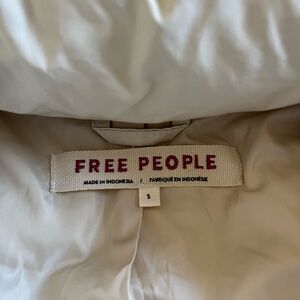 FREE PEOPLE
MADE IN INDONESIA / FABRIQUÉ EN INDONÉSIE
S